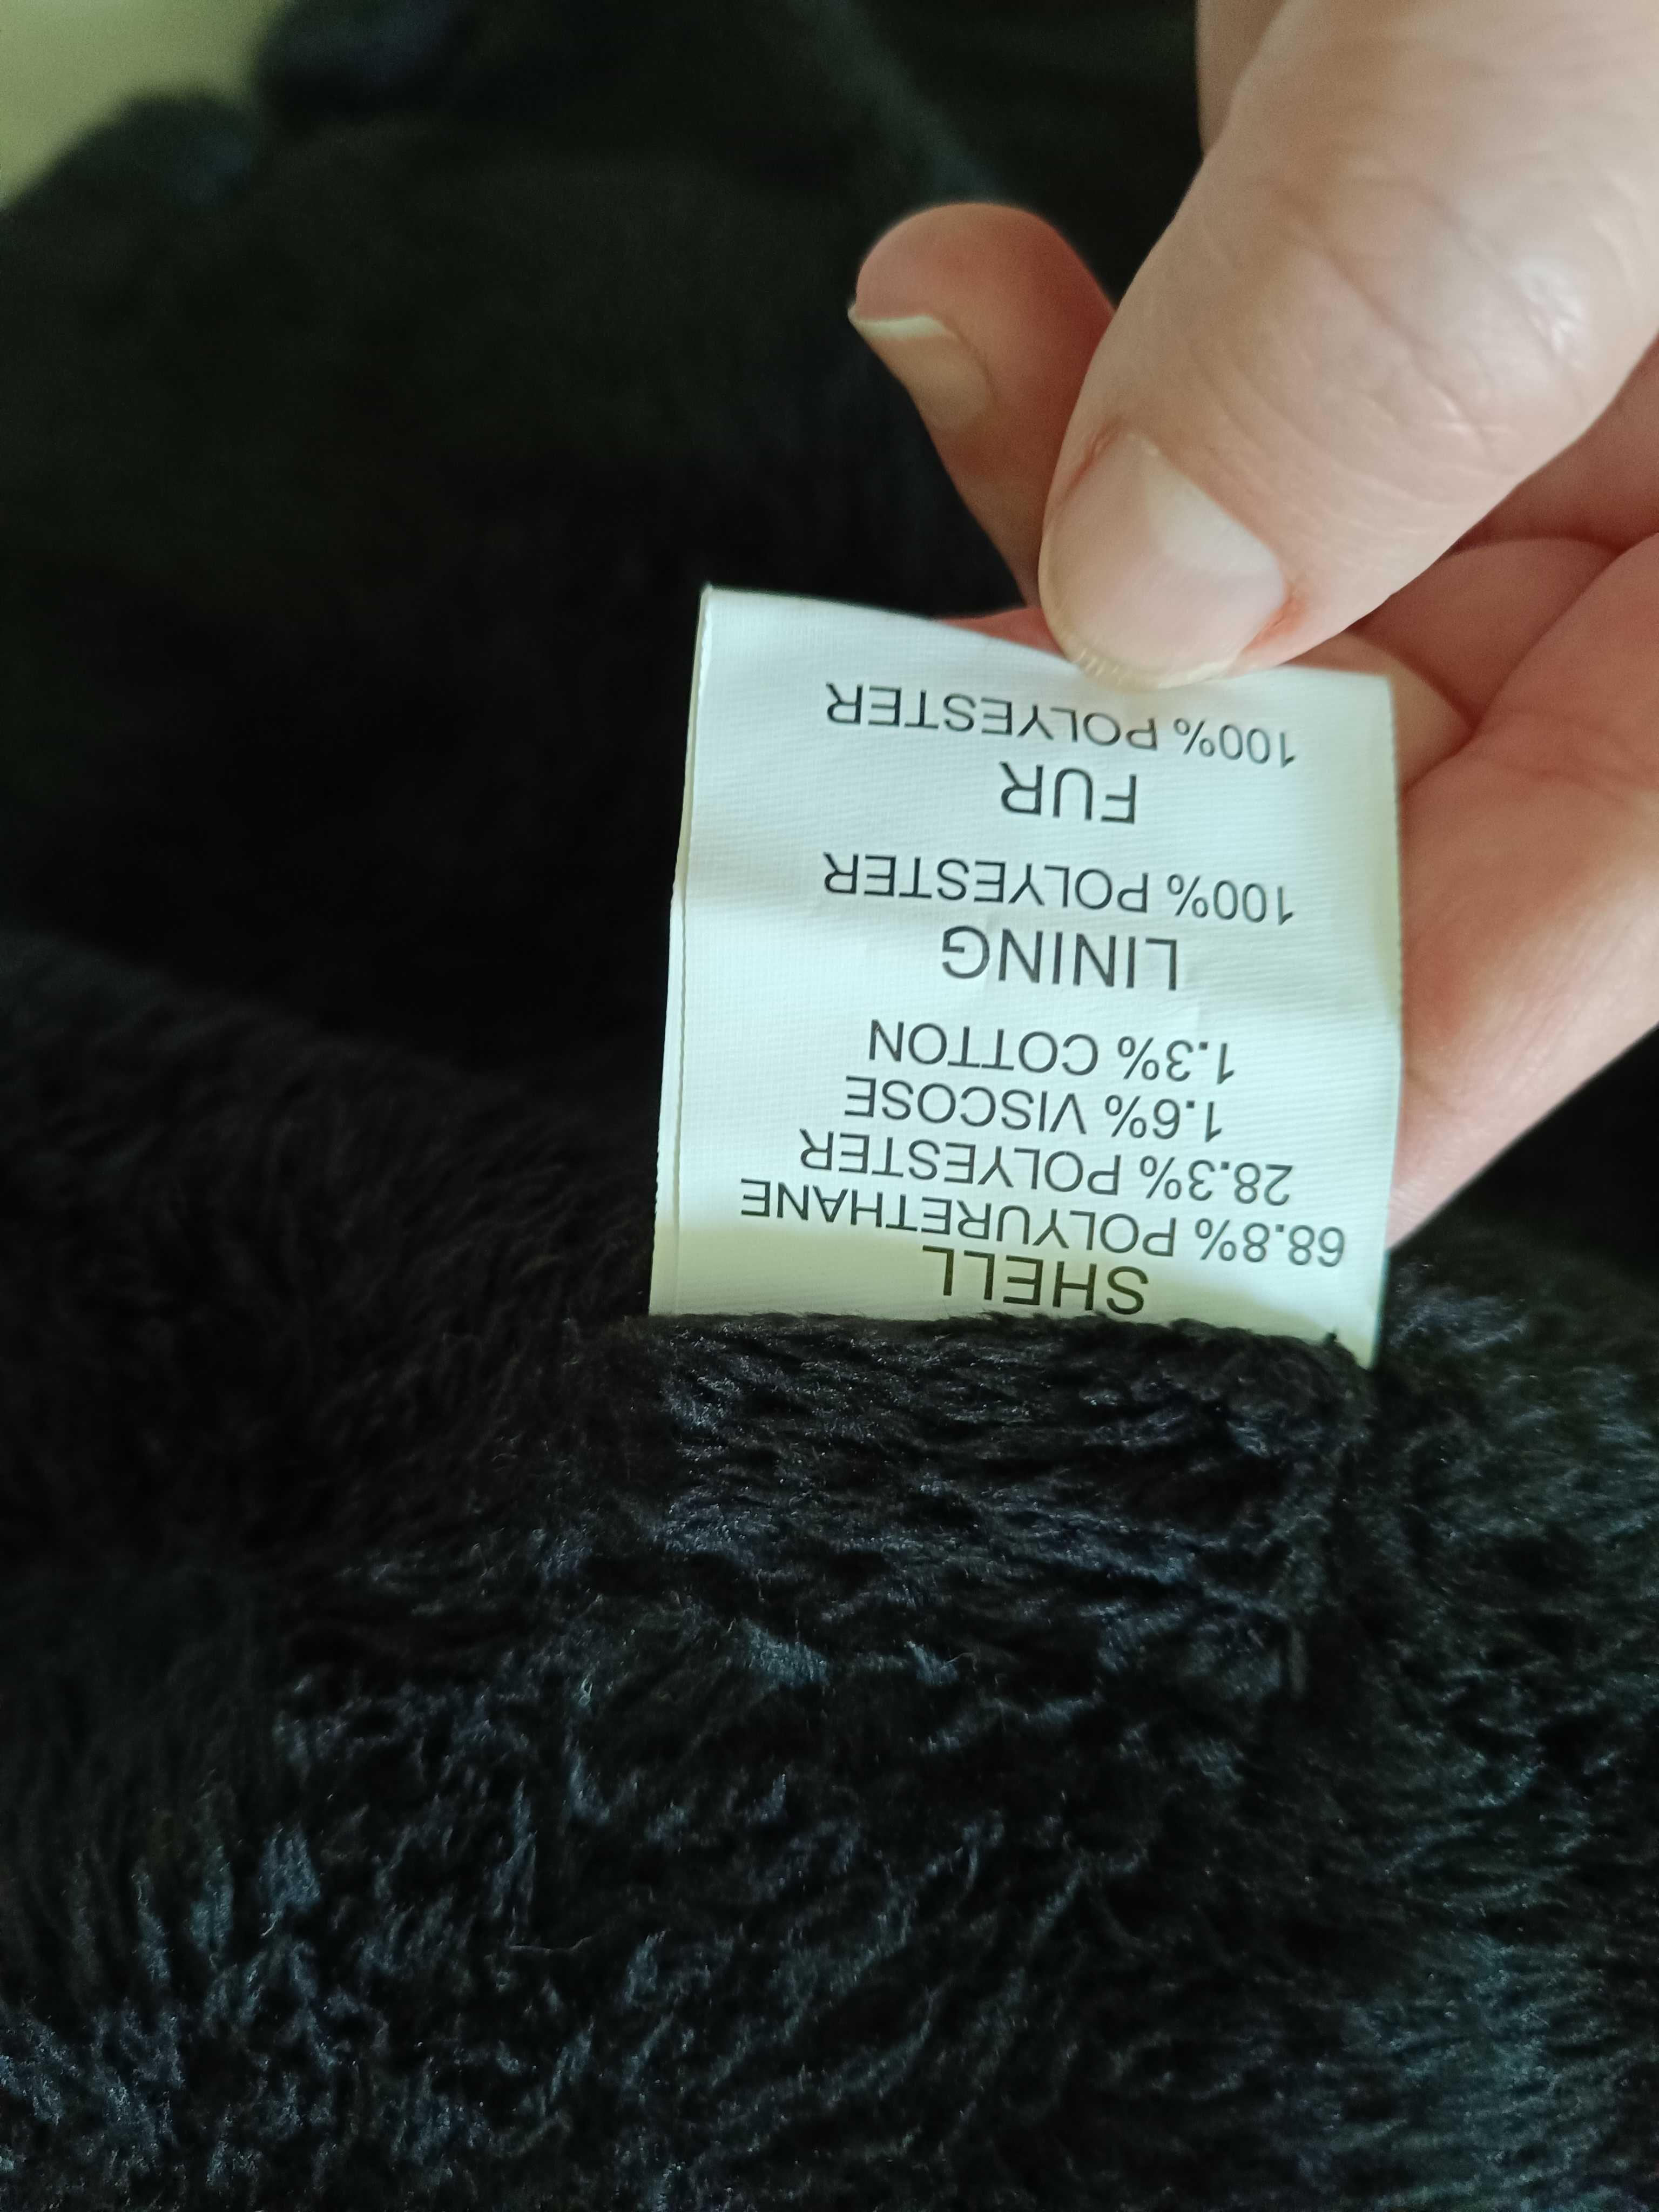 SHELL
68.8% POLYURETHANE
28.3% POLYESTER
1.6% VISCOSE
1.3% COTTON
LINING
100% POLYESTER
FUR
100% POLYESTER